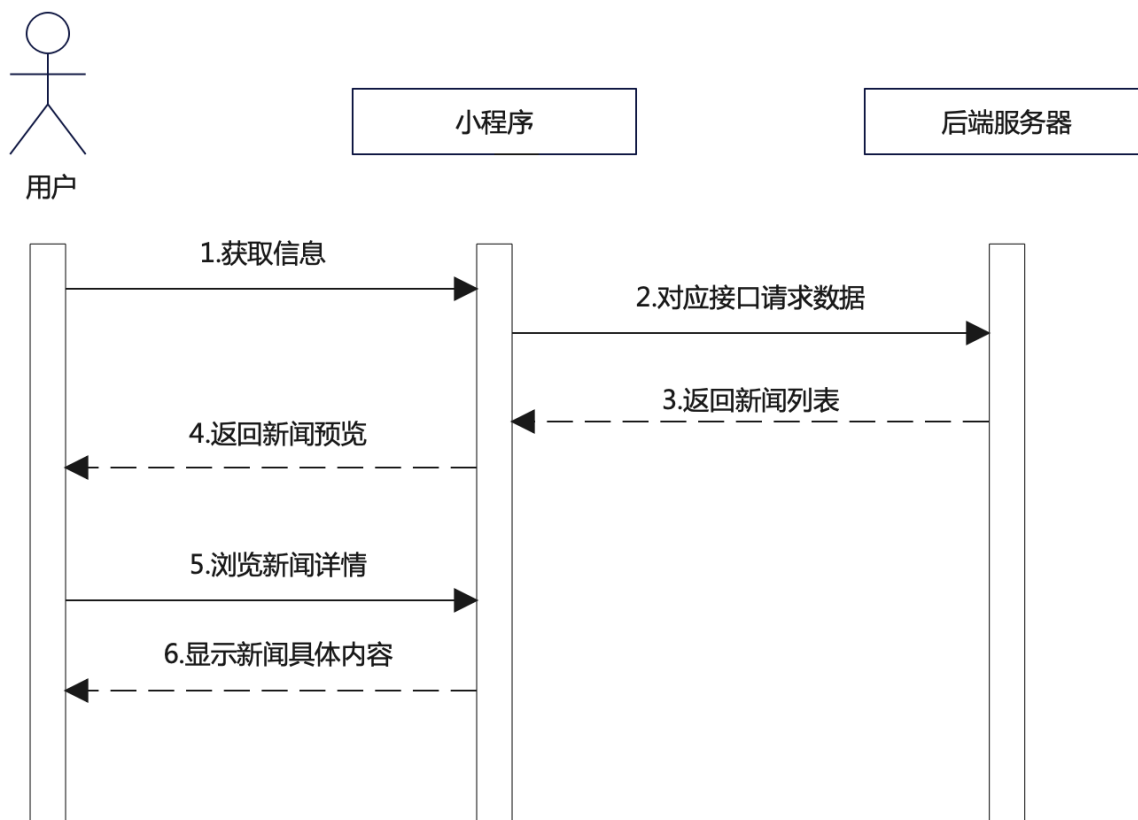 小程序
后端服务器
用户
1.获取信息
2.对应接口请求数据
3.返回新闻列表
4.返回新闻预览
5.浏览新闻详情
6.显示新闻具体内容